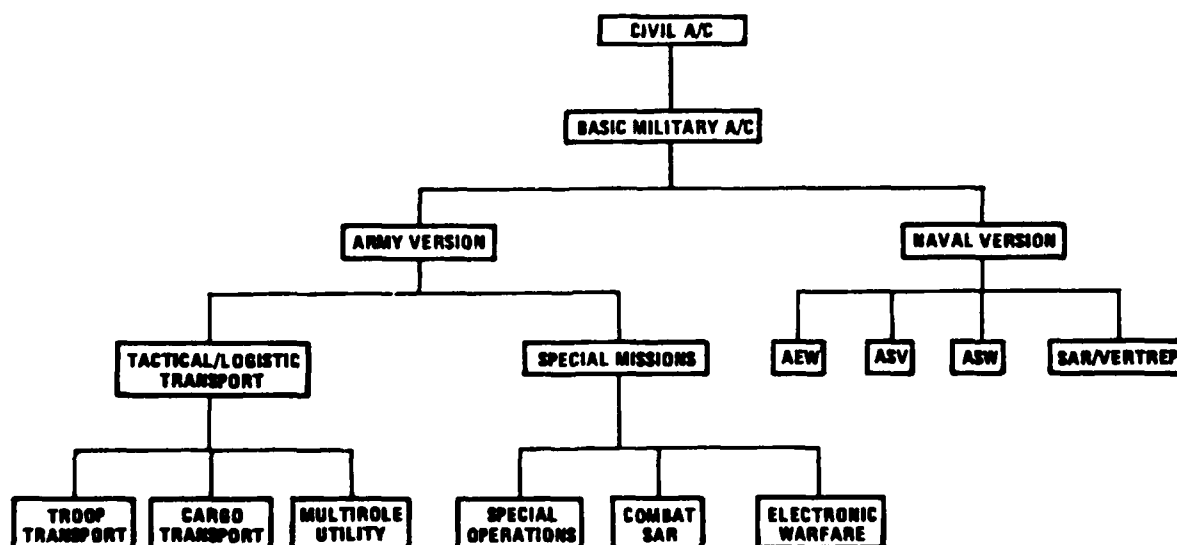 CIVIL A/C
BASIC MILITARY A/C
ARMY VERSION
NAVAL VERSION
TACTICAL/LOGISTIC
TRANSPORT
SPECIAL MISSIONS
AEW
ASV
ASW
SAR/VERTREP
TROOP
TRANSPORT
CARGO
TRANSPORT
MULTIROLE
UTILITY
SPECIAL
OPERATIONS
COMBAT
SAR
ELECTRONIC
WARFARE